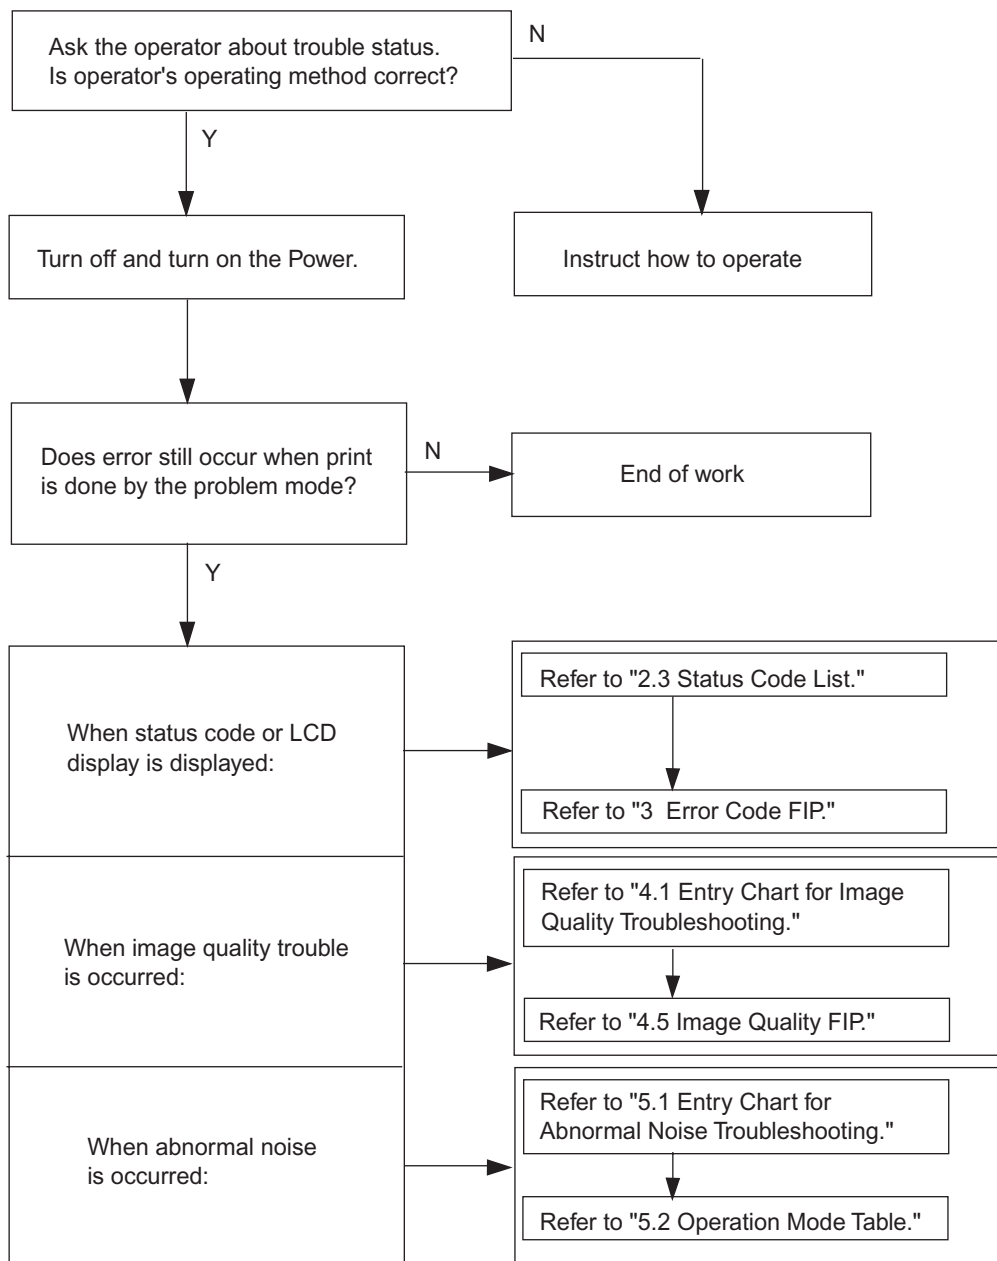 Ask the operator about trouble status.
Is operator's operating method correct?
N
Y
Turn off and turn on the Power.
Instruct how to operate
Does error still occur when print
is done by the problem mode?
N
End of work
Y
When status code or LCD
display is displayed:
Refer to "2.3 Status Code List."
Refer to "3  Error Code FIP."
When image quality trouble
is occurred:
Refer to "4.1 Entry Chart for Image
Quality Troubleshooting."
Refer to "4.5 Image Quality FIP."
When abnormal noise
is occurred:
Refer to "5.1 Entry Chart for
Abnormal Noise Troubleshooting."
Refer to "5.2 Operation Mode Table."